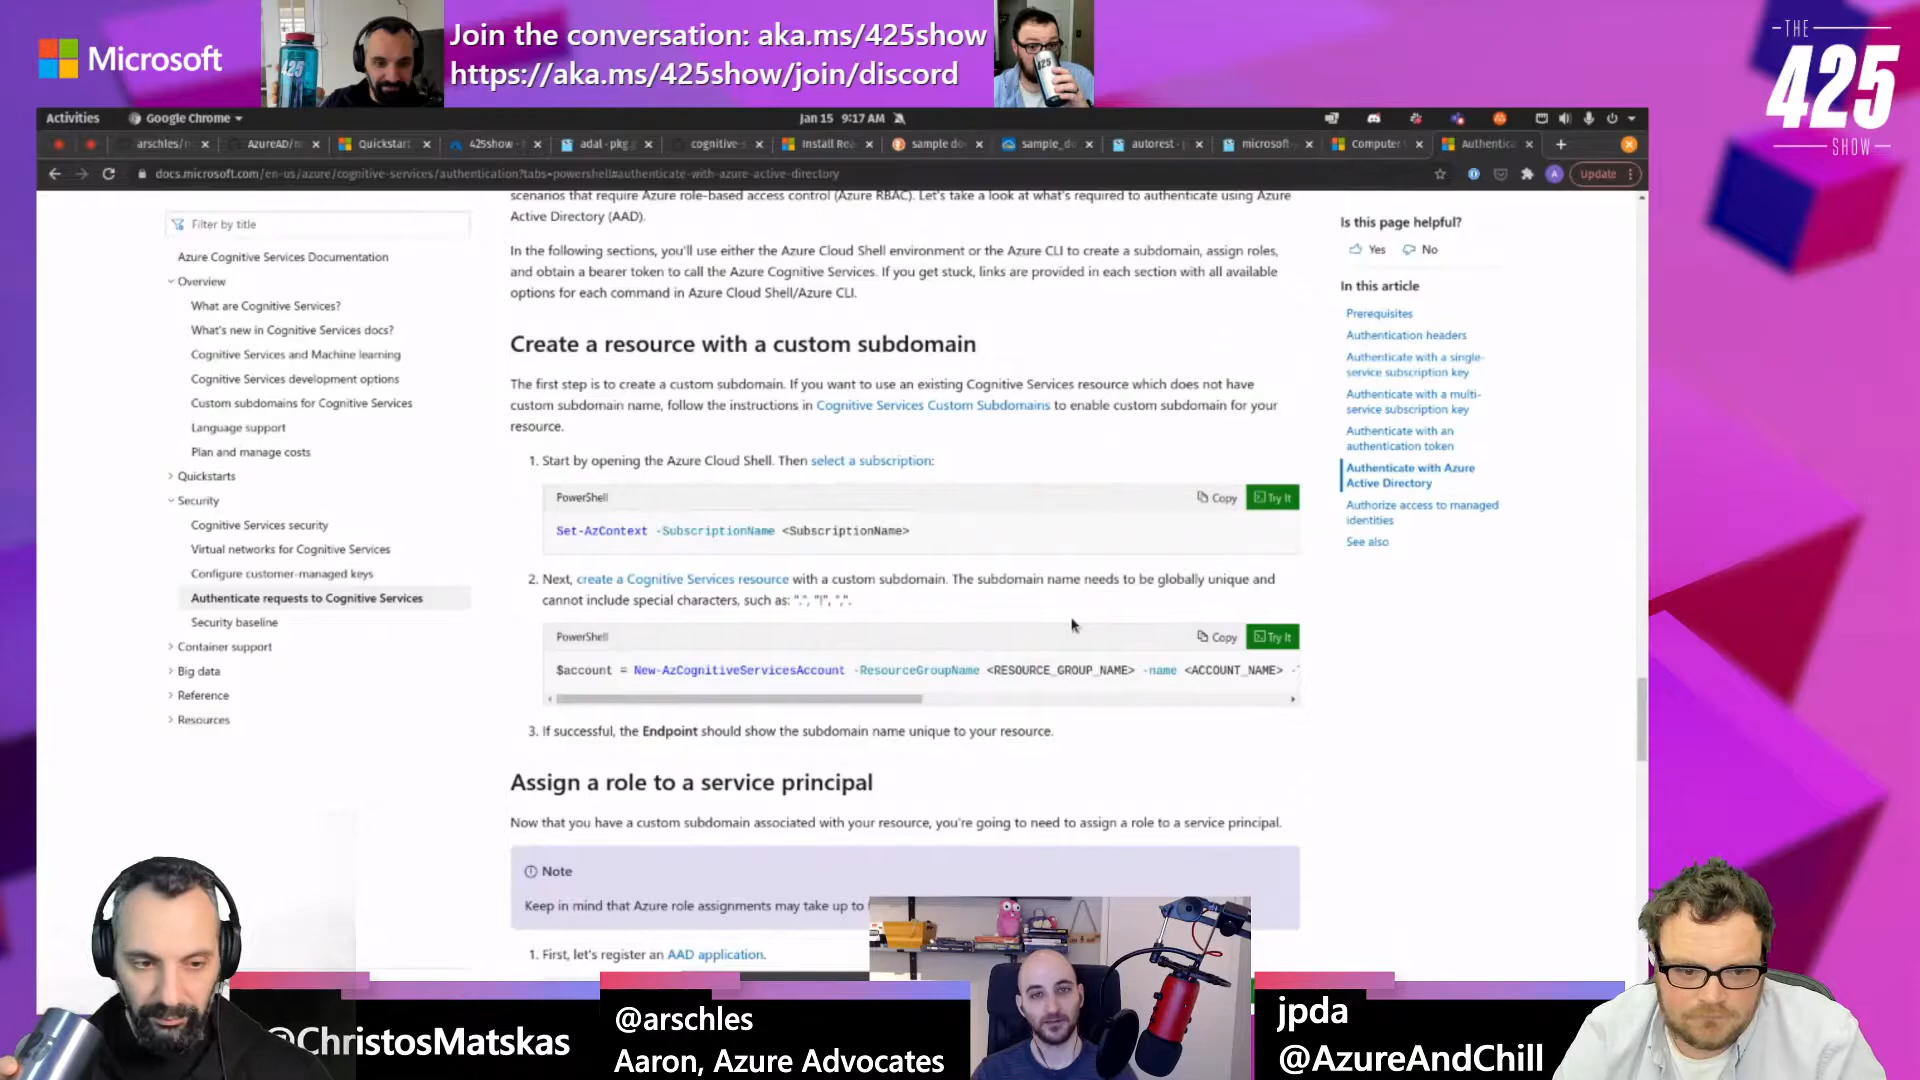 Microsoft
425
Join the conversation: aka.ms/425show
https://aka.ms/425show/join/discord
THE
425
SHOW
Activities
Google Chrome
Jan 15 9:17 AM
arschles/
AzureAD/
Quickstart
425show -
adal - pkg
cognitive-s
Install Re
sample do
sample_do
autorest - 
microsoft
Computer
Authentica
docs.microsoft.com/en-us/azure/cognitive-services/authentication?tabs=powershell#authenticate-with-azure-active-directory
A
Update
Filter by title
Azure Cognitive Services Documentation
Overview
What are Cognitive Services?
What's new in Cognitive Services docs?
Cognitive Services and Machine learning
Cognitive Services development options
Custom subdomains for Cognitive Services
Language support
Plan and manage costs
Quickstarts
Security
Cognitive Services security
Virtual networks for Cognitive Services
Configure customer-managed keys
Authenticate requests to Cognitive Services
Security baseline
Container support
Big data
Reference
Resources
scenarios that require Azure role-based access control (Azure RBAC). Let's take a look at what's required to authenticate using Azure
Active Directory (AAD).
In the following sections, you'll use either the Azure Cloud Shell environment or the Azure CLI to create a subdomain, assign roles,
and obtain a bearer token to call the Azure Cognitive Services. If you get stuck, links are provided in each section with all available
options for each command in Azure Cloud Shell/Azure CLI.
Create a resource with a custom subdomain
The first step is to create a custom subdomain. If you want to use an existing Cognitive Services resource which does not have
custom subdomain name, follow the instructions in Cognitive Services Custom Subdomains to enable custom subdomain for your
resource.
1. Start by opening the Azure Cloud Shell. Then select a subscription:
PowerShell
Copy
Try It
Set-AzContext -SubscriptionName <SubscriptionName>
2. Next, create a Cognitive Services resource with a custom subdomain. The subdomain name needs to be globally unique and
cannot include special characters, such as: ".", "!", ",".
PowerShell
Copy
Try It
$account = New-AzCognitiveServicesAccount -ResourceGroupName <RESOURCE_GROUP_NAME> -name <ACCOUNT_NAME> -
3. If successful, the Endpoint should show the subdomain name unique to your resource.
Assign a role to a service principal
Now that you have a custom subdomain associated with your resource, you're going to need to assign a role to a service principal.
Note
Keep in mind that Azure role assignments may take up to
1. First, let's register an AAD application.
Is this page helpful?
Yes
No
In this article
Prerequisites
Authentication headers
Authenticate with a single-
service subscription key
Authenticate with a multi-
service subscription key
Authenticate with an
authentication token
Authenticate with Azure
Active Directory
Authorize access to managed
identities
See also
@ChristosMatskas
@arschles
Aaron, Azure Advocates
jpda
@AzureAndChill